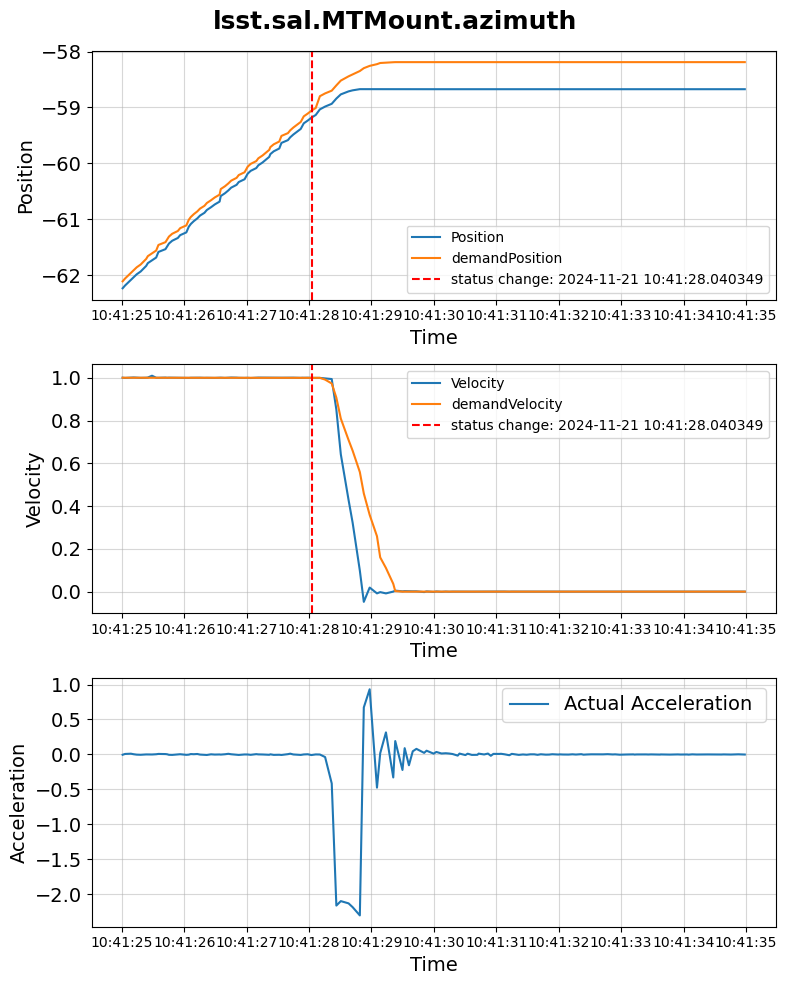 lsst.sal.MTMount.azimuth
−58
−59
−60
−61
−62
Position
Position
demandPosition
status change: 2024-11-21 10:41:28.040349
10:41:25 10:41:26 10:41:27 10:41:28 10:41:29 10:41:30 10:41:31 10:41:32 10:41:33 10:41:34 10:41:35
Time
1.0
0.8
0.6
0.4
0.2
0.0
Velocity
Velocity
demandVelocity
status change: 2024-11-21 10:41:28.040349
10:41:25 10:41:26 10:41:27 10:41:28 10:41:29 10:41:30 10:41:31 10:41:32 10:41:33 10:41:34 10:41:35
Time
1.0
0.5
0.0
−0.5
−1.0
−1.5
−2.0
Acceleration
Actual Acceleration
10:41:25 10:41:26 10:41:27 10:41:28 10:41:29 10:41:30 10:41:31 10:41:32 10:41:33 10:41:34 10:41:35
Time